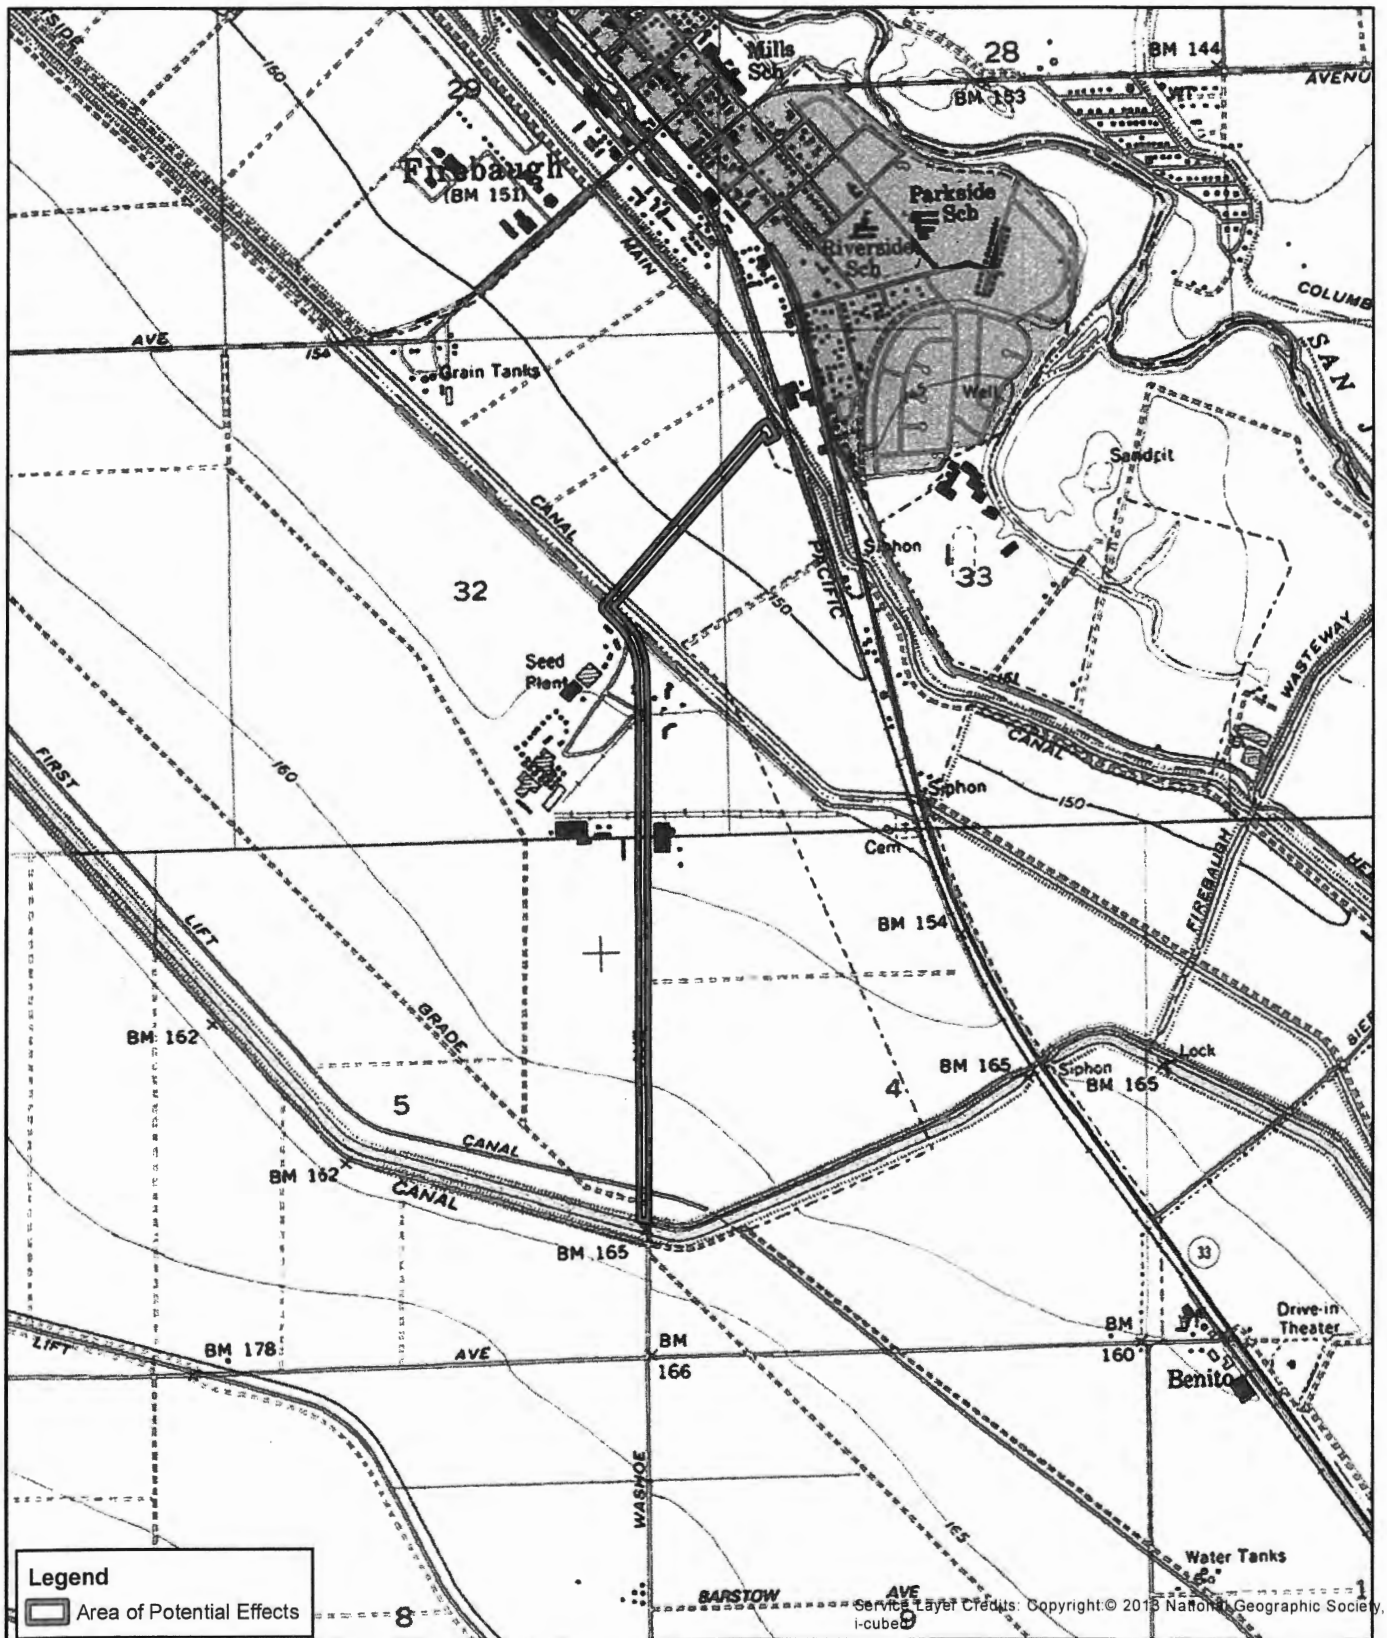 Mills
Sch
28
BM 144
AVENU
BM 153
WT
150
29
Firebaugh
(BM 151)
Parkside
Sch
Riverside
Sch
MAIN
COLUMB
SAN
J
AVE
154
Grain Tanks
Well
Sandpit
CANAL
Siphon
PACIFIC
33
32
150
WASTEWAY
Seed
Plant
151
CANAL
FIRST
160
Siphon
150
Cem
HE
FIREBAUGH
LIFT
BM 154
GRADE
BM 162
BM 165
Siphon
Lock
BM 165
5
4
CANAL
BM 162
CANAL
BM 165
33
Drive-in
Theater
BM
160
BM
166
LIFT
BM 178
AVE
Benito
WASHOE
165
Water Tanks
BARSTOW
AVE
8
9
Legend
Area of Potential Effects
Service Layer Credits: Copyright:© 2013 National Geographic Society,
i-cubed